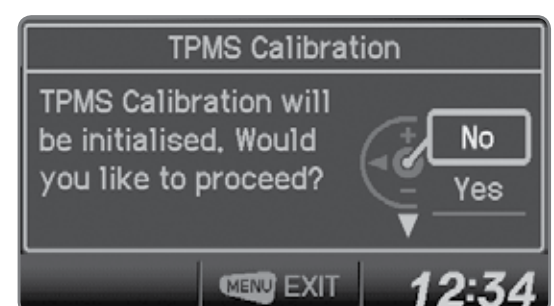 TPMS Calibration
TPMS Calibration will
be initialised. Would
you like to proceed?
+
No
−
Yes
MENU EXIT
12:34